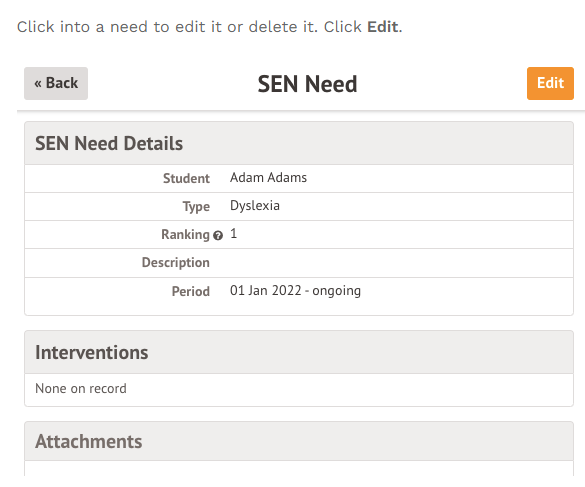 Click into a need to edit it or delete it. Click Edit.
« Back
SEN Need
Edit
SEN Need Details
Student Adam Adams
Type Dyslexia
Ranking 1
Description
Period 01 Jan 2022 - ongoing
Interventions
None on record
Attachments